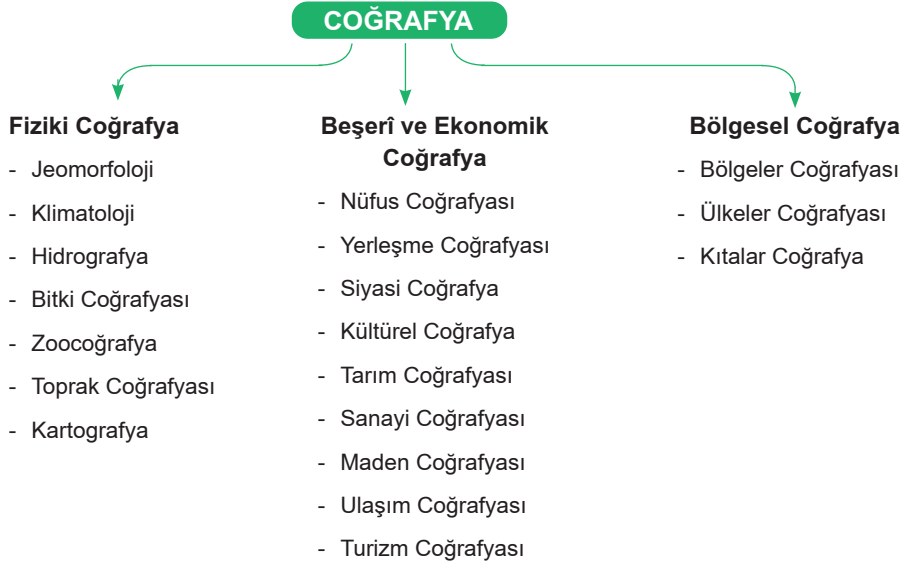 COĞRAFYA
Fiziki Coğrafya
- Jeomorfoloji
- Klimatoloji
- Hidrografya
- Bitki Coğrafyası
- Zoocoğrafya
- Toprak Coğrafyası
- Kartografya
Beşerî ve Ekonomik
Coğrafya
- Nüfus Coğrafyası
- Yerleşme Coğrafyası
- Siyasi Coğrafya
- Kültürel Coğrafya
- Tarım Coğrafyası
- Sanayi Coğrafyası
- Maden Coğrafyası
- Ulaşım Coğrafyası
- Turizm Coğrafyası
Bölgesel Coğrafya
- Bölgeler Coğrafyası
- Ülkeler Coğrafyası
- Kıtalar Coğrafya